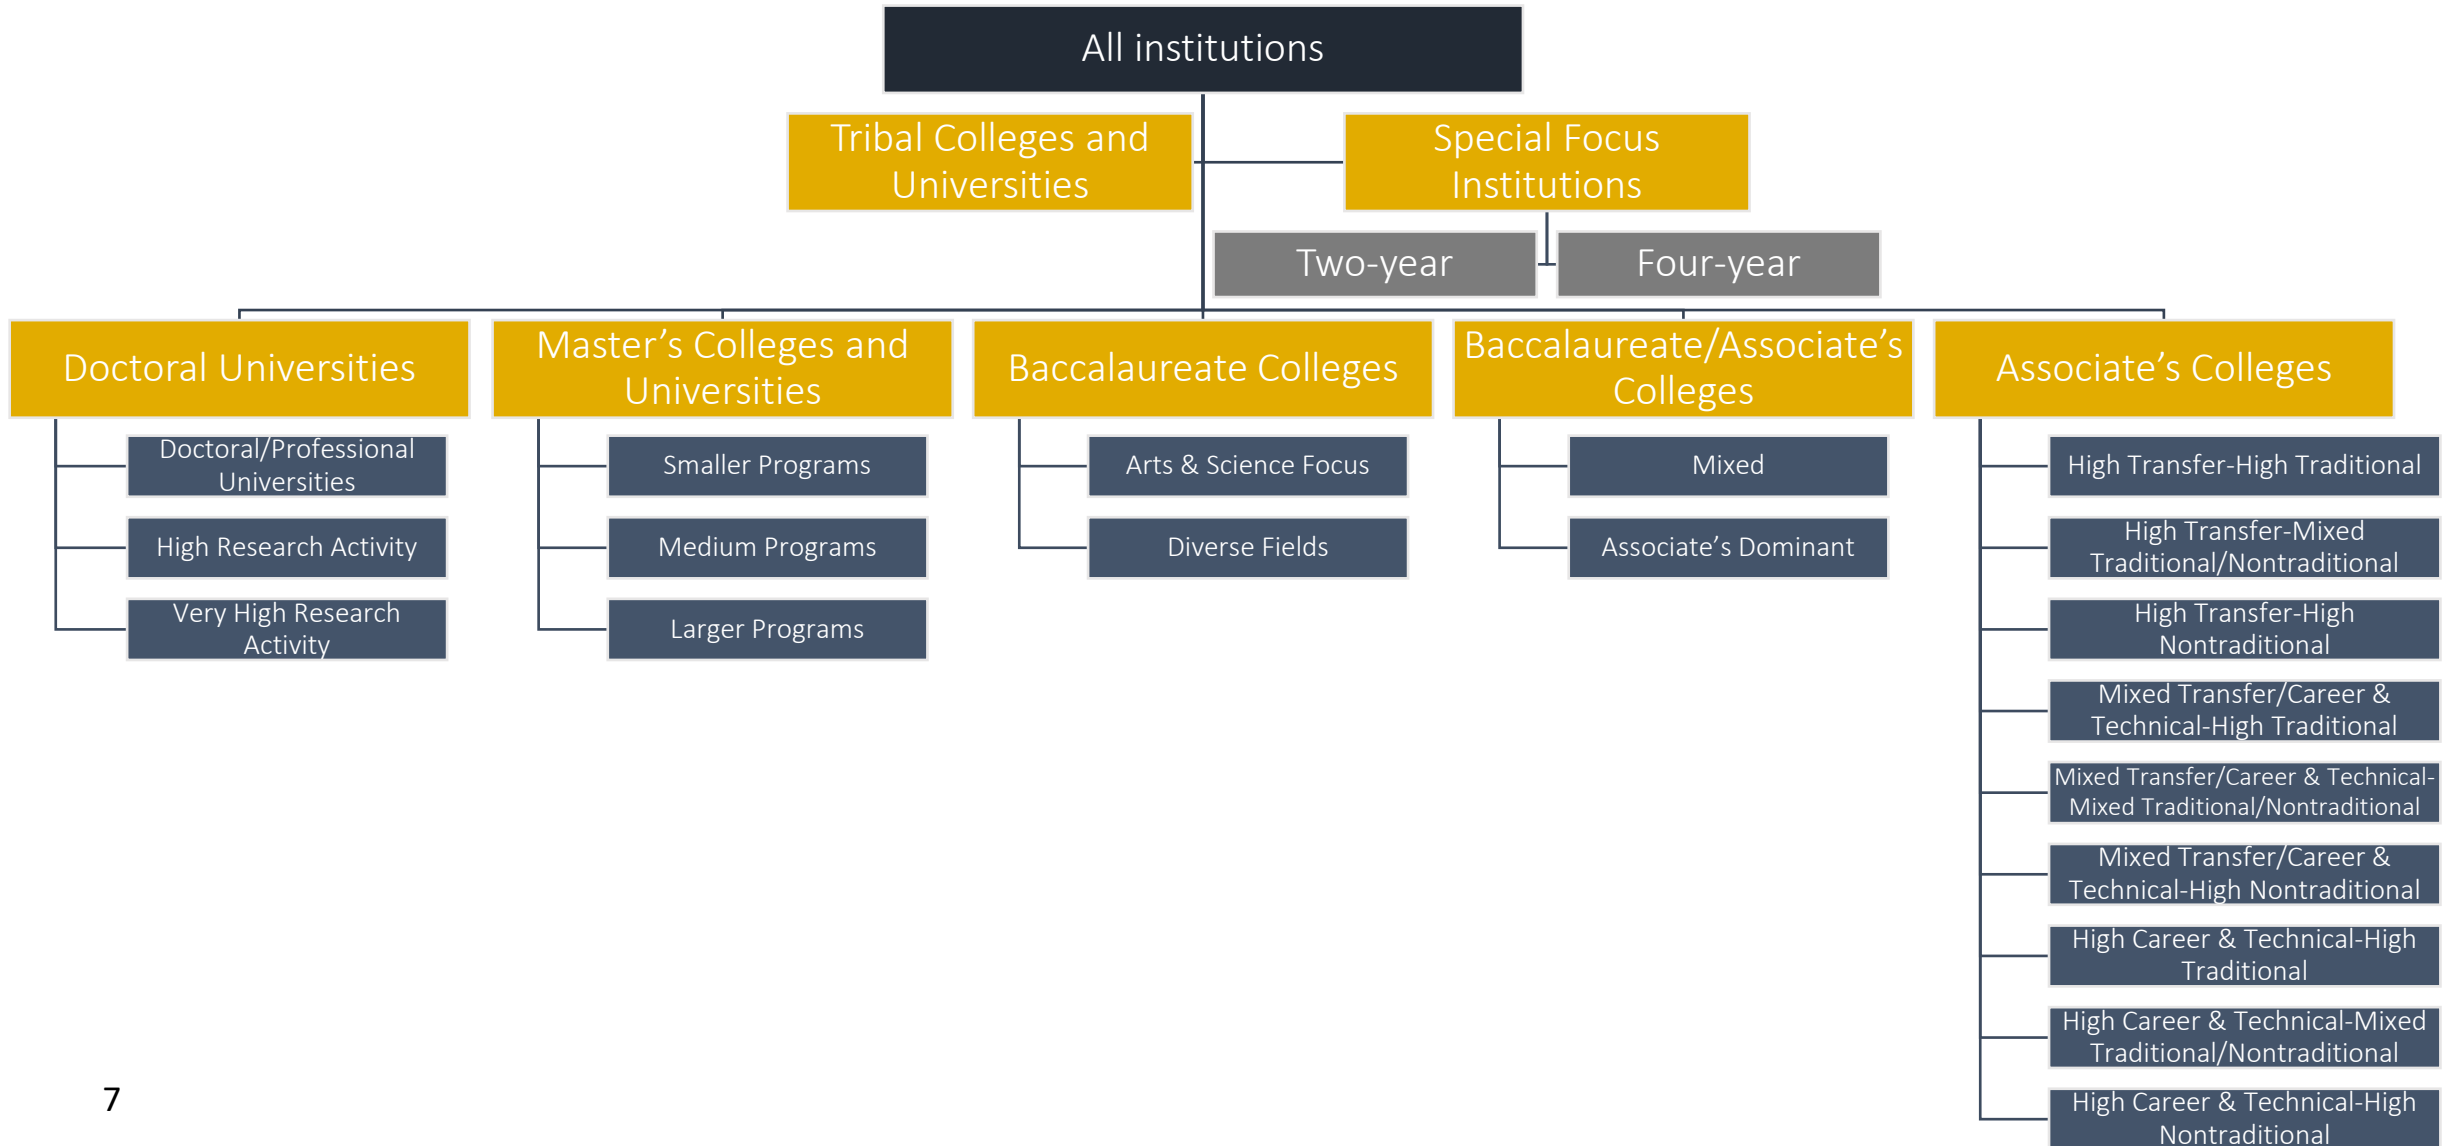 All institutions
Tribal Colleges and
Universities
Special Focus
Institutions
Two-year
Four-year
Doctoral Universities
Master’s Colleges and
Universities
Baccalaureate Colleges
Baccalaureate/Associate’s
Colleges
Associate’s Colleges
Doctoral/Professional
Universities
High Research Activity
Very High Research
Activity
Smaller Programs
Medium Programs
Larger Programs
Arts & Science Focus
Diverse Fields
Mixed
Associate’s Dominant
High Transfer-High Traditional
High Transfer-Mixed
Traditional/Nontraditional
High Transfer-High
Nontraditional
Mixed Transfer/Career &
Technical-High Traditional
Mixed Transfer/Career & Technical-
Mixed Traditional/Nontraditional
Mixed Transfer/Career &
Technical-High Nontraditional
High Career & Technical-High
Traditional
High Career & Technical-Mixed
Traditional/Nontraditional
High Career & Technical-High
Nontraditional
7